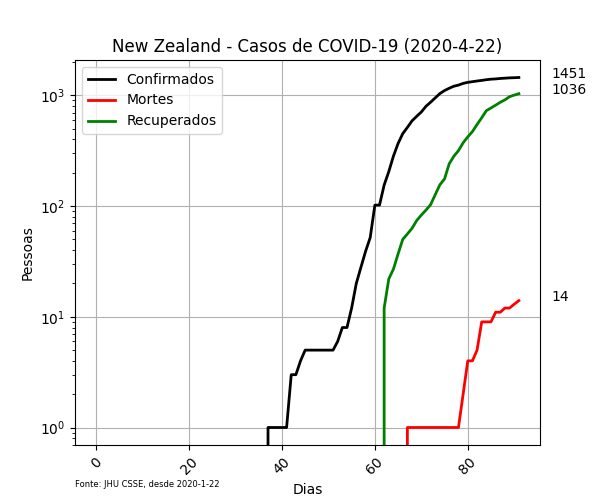 New Zealand - Casos de COVID-19 (2020-4-22)
Confirmados
Mortes
Recuperados
1451
1036
14
10³
10²
10¹
10⁰
Pessoas
0
20
40
60
80
Dias
Fonte: JHU CSSE, desde 2020-1-22